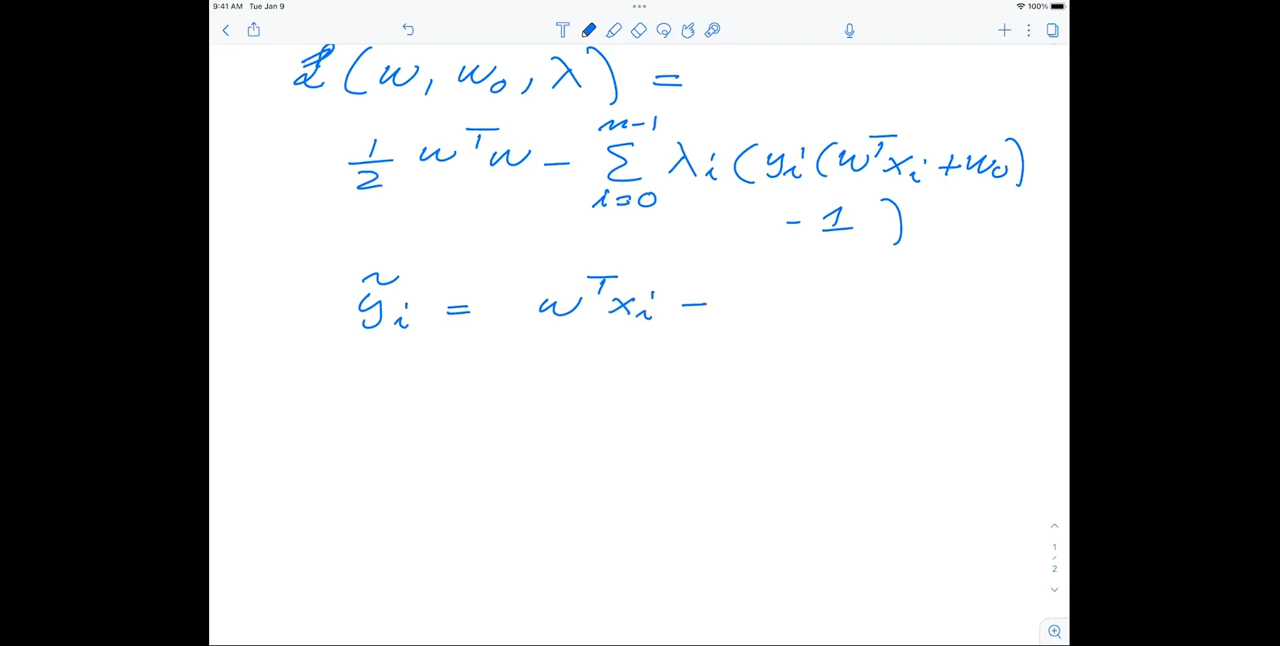 9:41 AM Tue Jan 9
100%
T
L(w, w₀, λ) =
n-1
1/2 wᵀw - Σ λᵢ(yᵢ(wᵀxᵢ+w₀)
i=0
- 1 )
ỹᵢ = wᵀxᵢ -
1
/
2